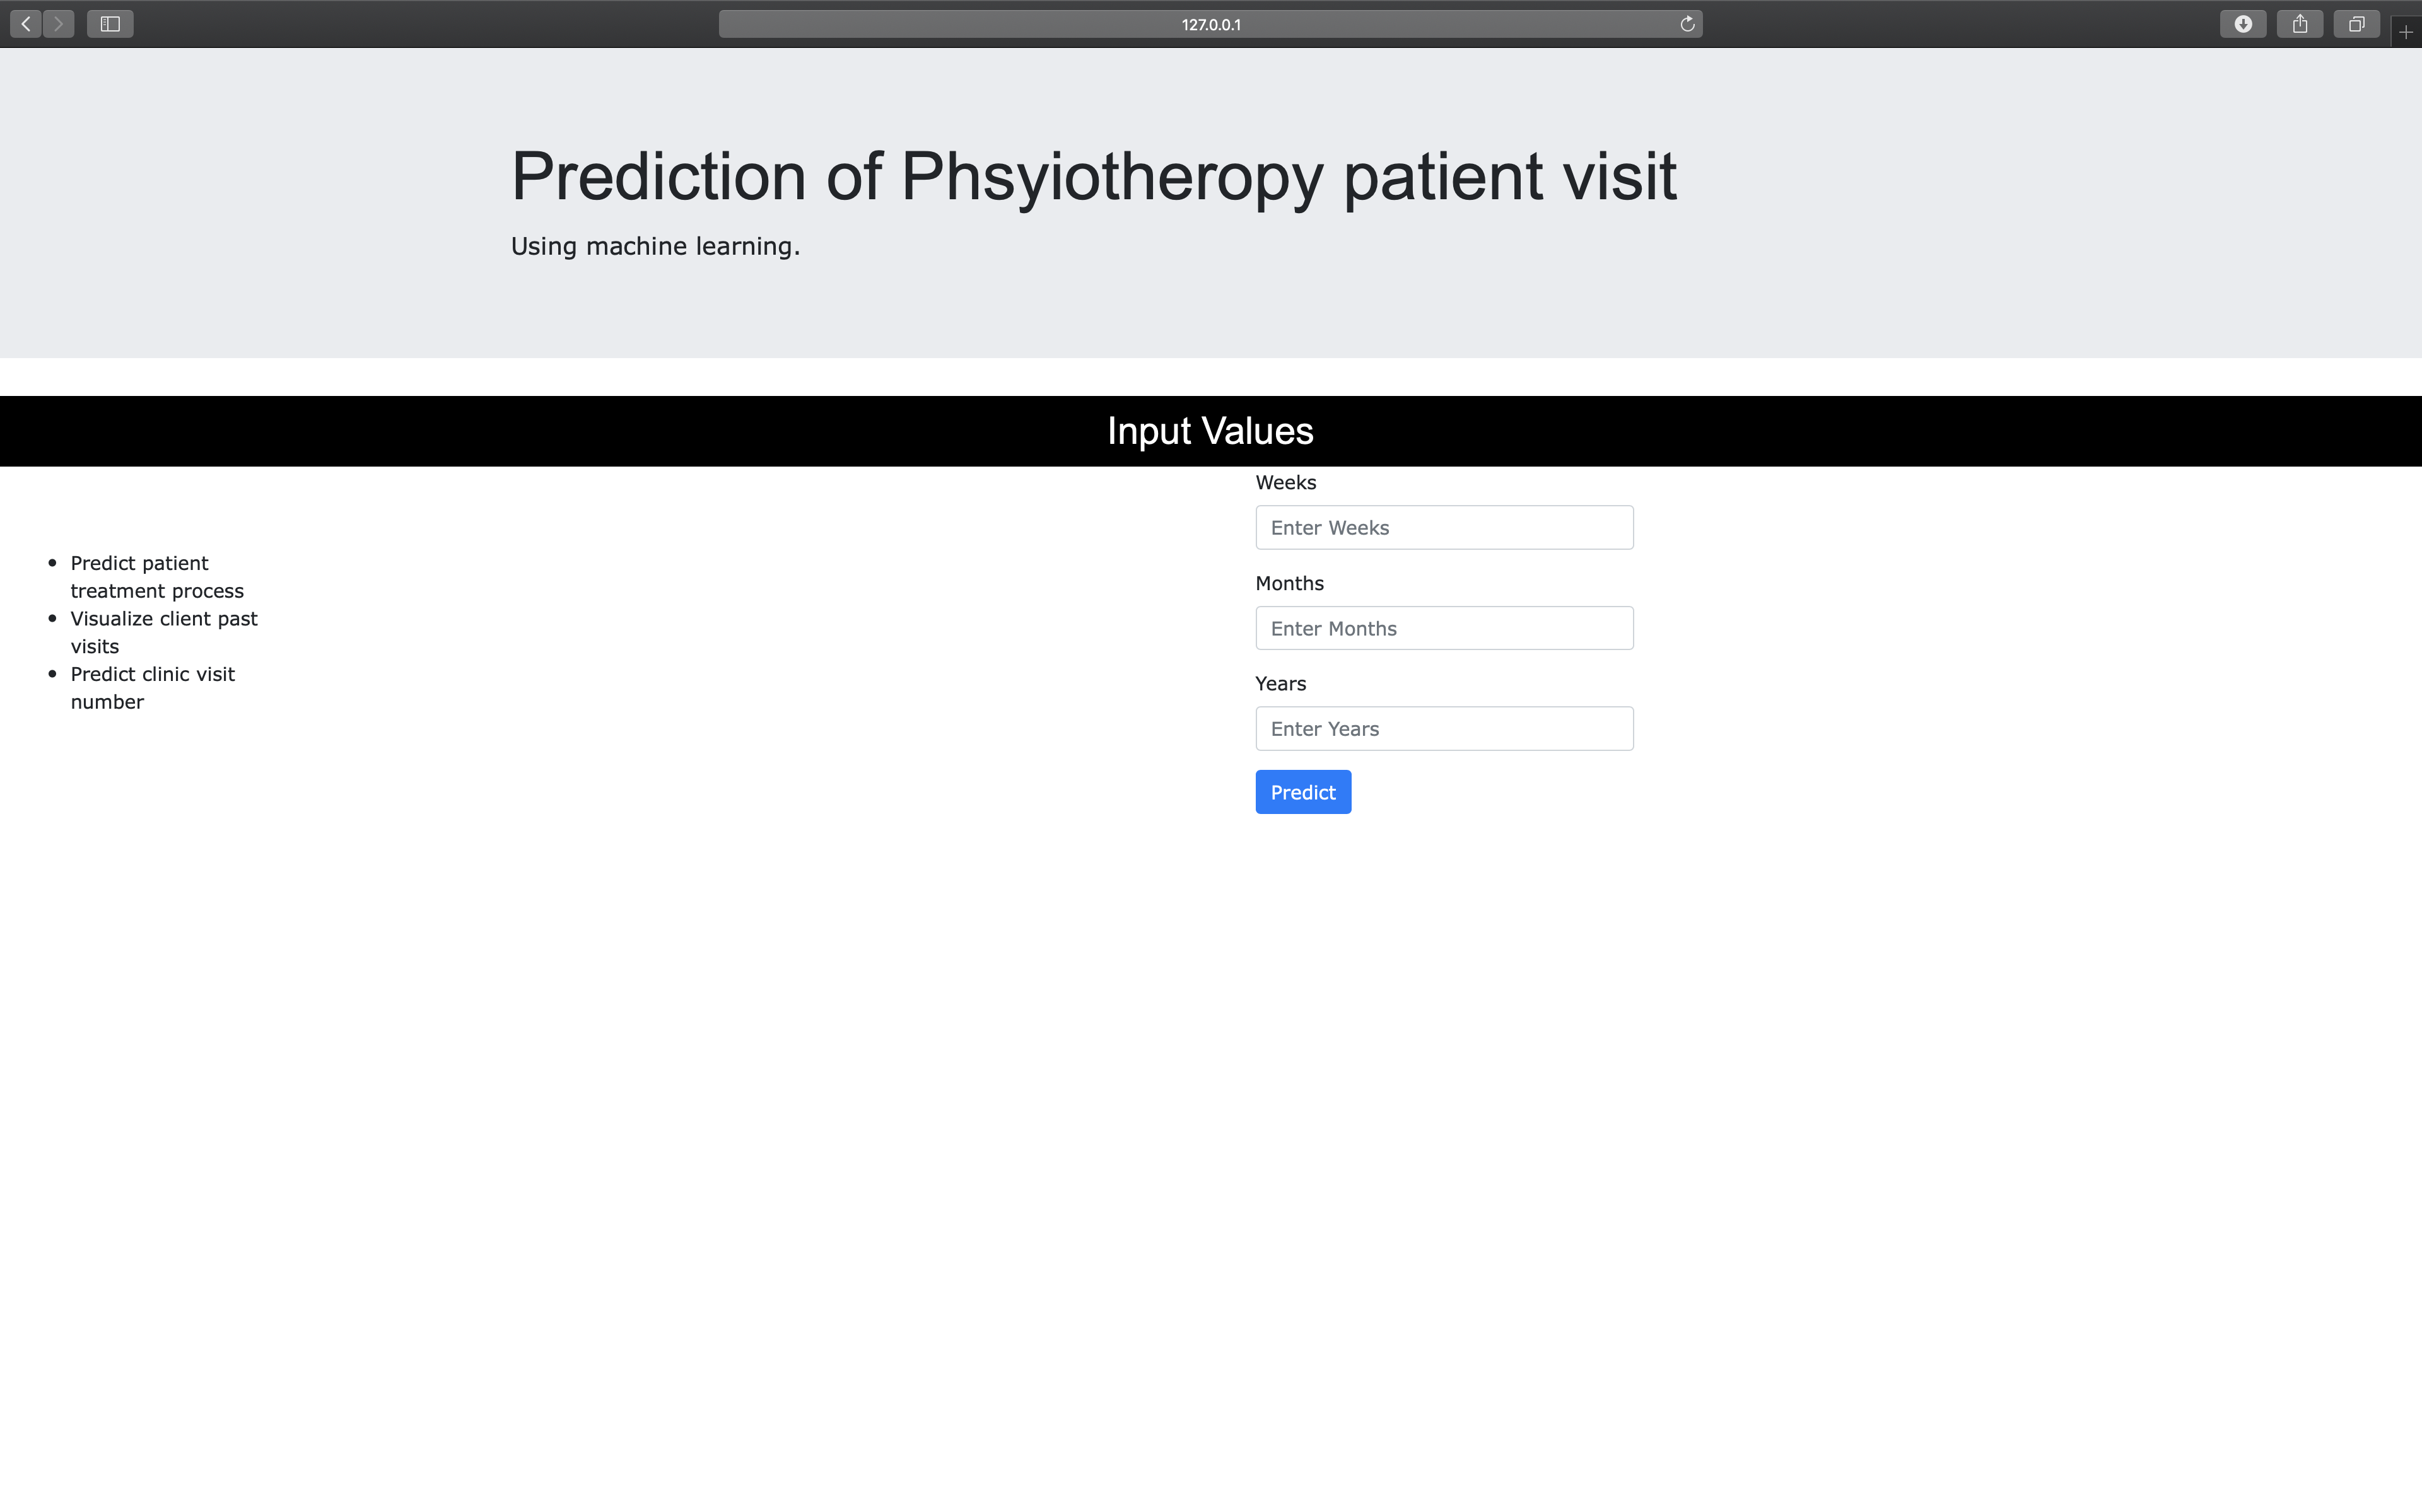 127.0.0.1
Prediction of Phsyiotheropy patient visit
Using machine learning.
Input Values
Predict patient
treatment process
Visualize client past
visits
Predict clinic visit
number
Weeks
Enter Weeks
Months
Enter Months
Years
Enter Years
Predict